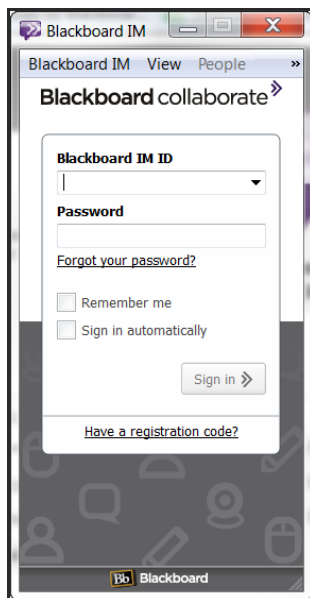 Blackboard IM
Blackboard IM View People »
Blackboard collaborate
Blackboard IM ID
Password
Forgot your password?
Remember me
Sign in automatically
Sign in
Have a registration code?
Bb Blackboard